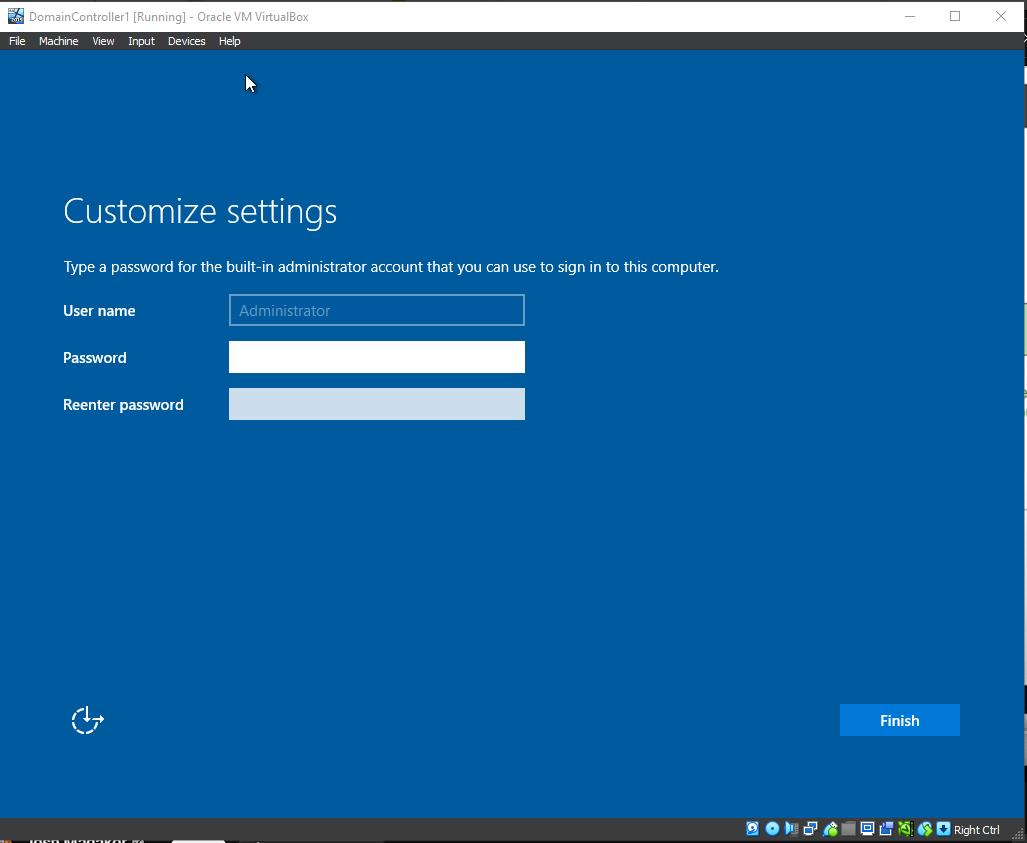 DomainController1 [Running] - Oracle VM VirtualBox
File Machine View Input Devices Help
Customize settings
Type a password for the built-in administrator account that you can use to sign in to this computer.
User name Administrator
Password
Reenter password
Finish
Right Ctrl